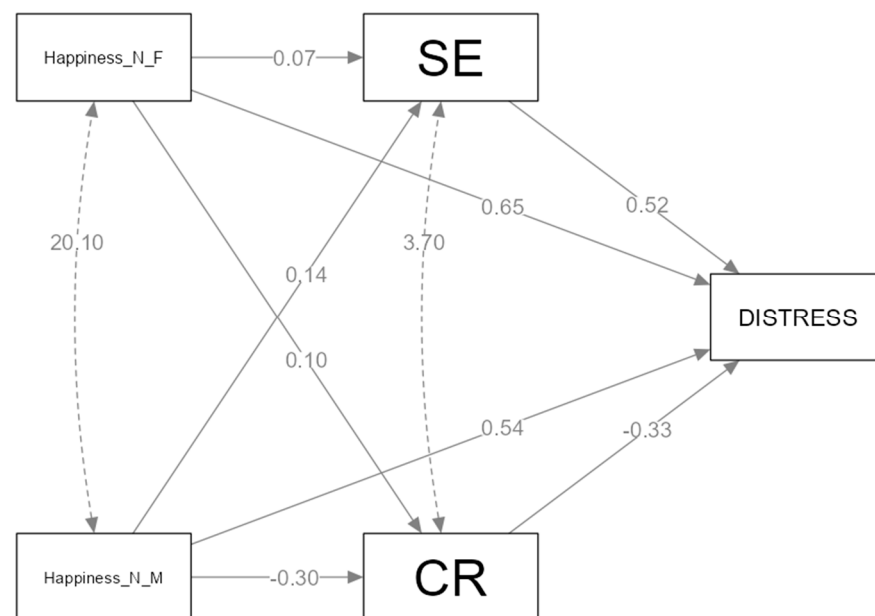 Happiness_N_F
0.07
SE
0.65
0.52
20.10
3.70
0.14
DISTRESS
0.10
0.54
-0.33
Happiness_N_M
-0.30
CR